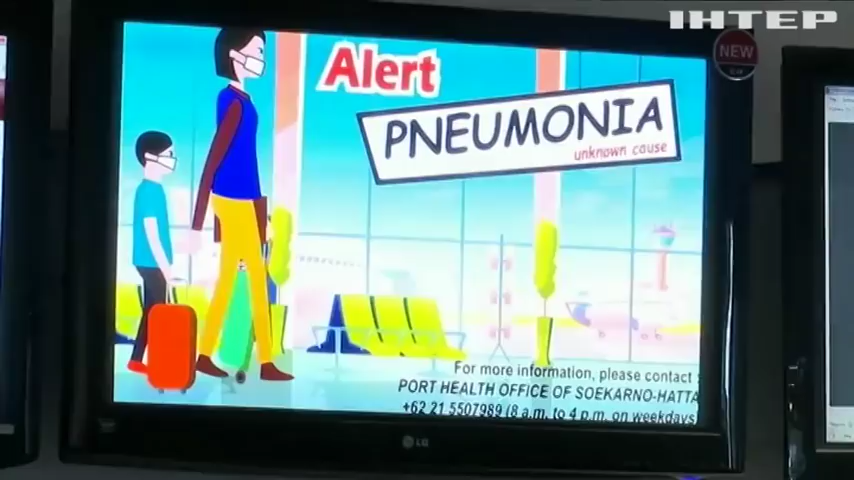 ІНТЕР
NEW
Alert
PNEUMONIA
unknown cause
For more information, please contact :
PORT HEALTH OFFICE OF SOEKARNO-HATTA
+62 21 5507989 (8 a.m. to 4 p.m. on weekdays
LG